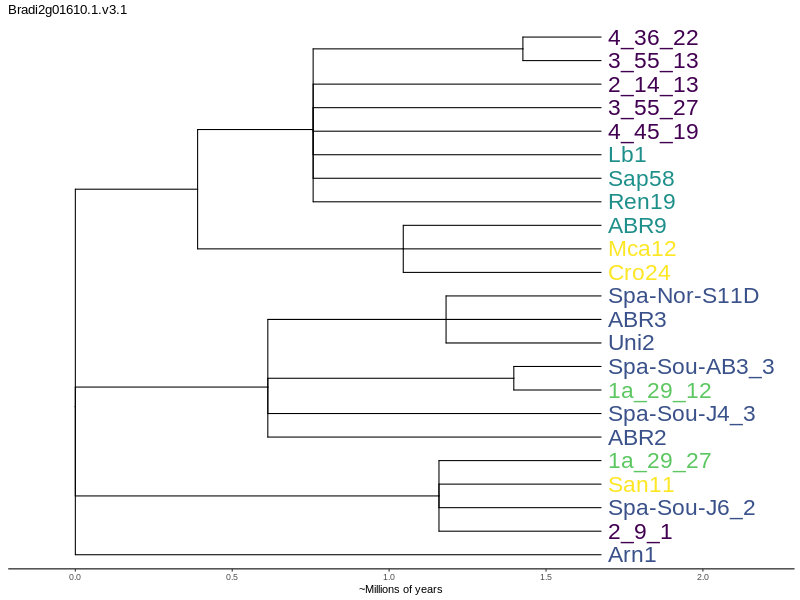 Bradi2g01610.1.v3.1
4_36_22
3_55_13
2_14_13
3_55_27
4_45_19
Lb1
Sap58
Ren19
ABR9
Mca12
Cro24
Spa-Nor-S11D
ABR3
Uni2
Spa-Sou-AB3_3
1a_29_12
Spa-Sou-J4_3
ABR2
1a_29_27
San11
Spa-Sou-J6_2
2_9_1
Arn1
0.0 0.5 1.0 1.5 2.0
~Millions of years